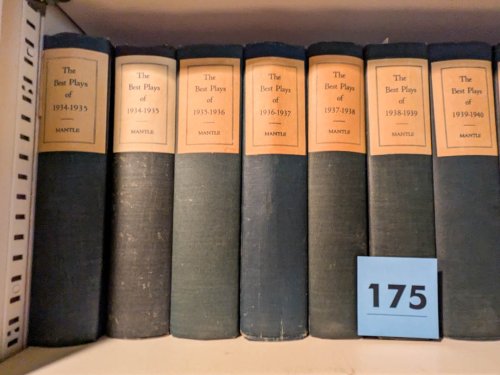 The
Best Plays
of
1934-1935
MANTLE
The
Best Plays
of
1934-1935
MANTLE
The
Best Plays
of
1935-1936
MANTLE
The
Best Plays
of
1936-1937
MANTLE
The
Best Plays
of
1937-1938
MANTLE
The
Best Plays
of
1938-1939
MANTLE
The
Best Plays
of
1939-1940
MANTLE
175